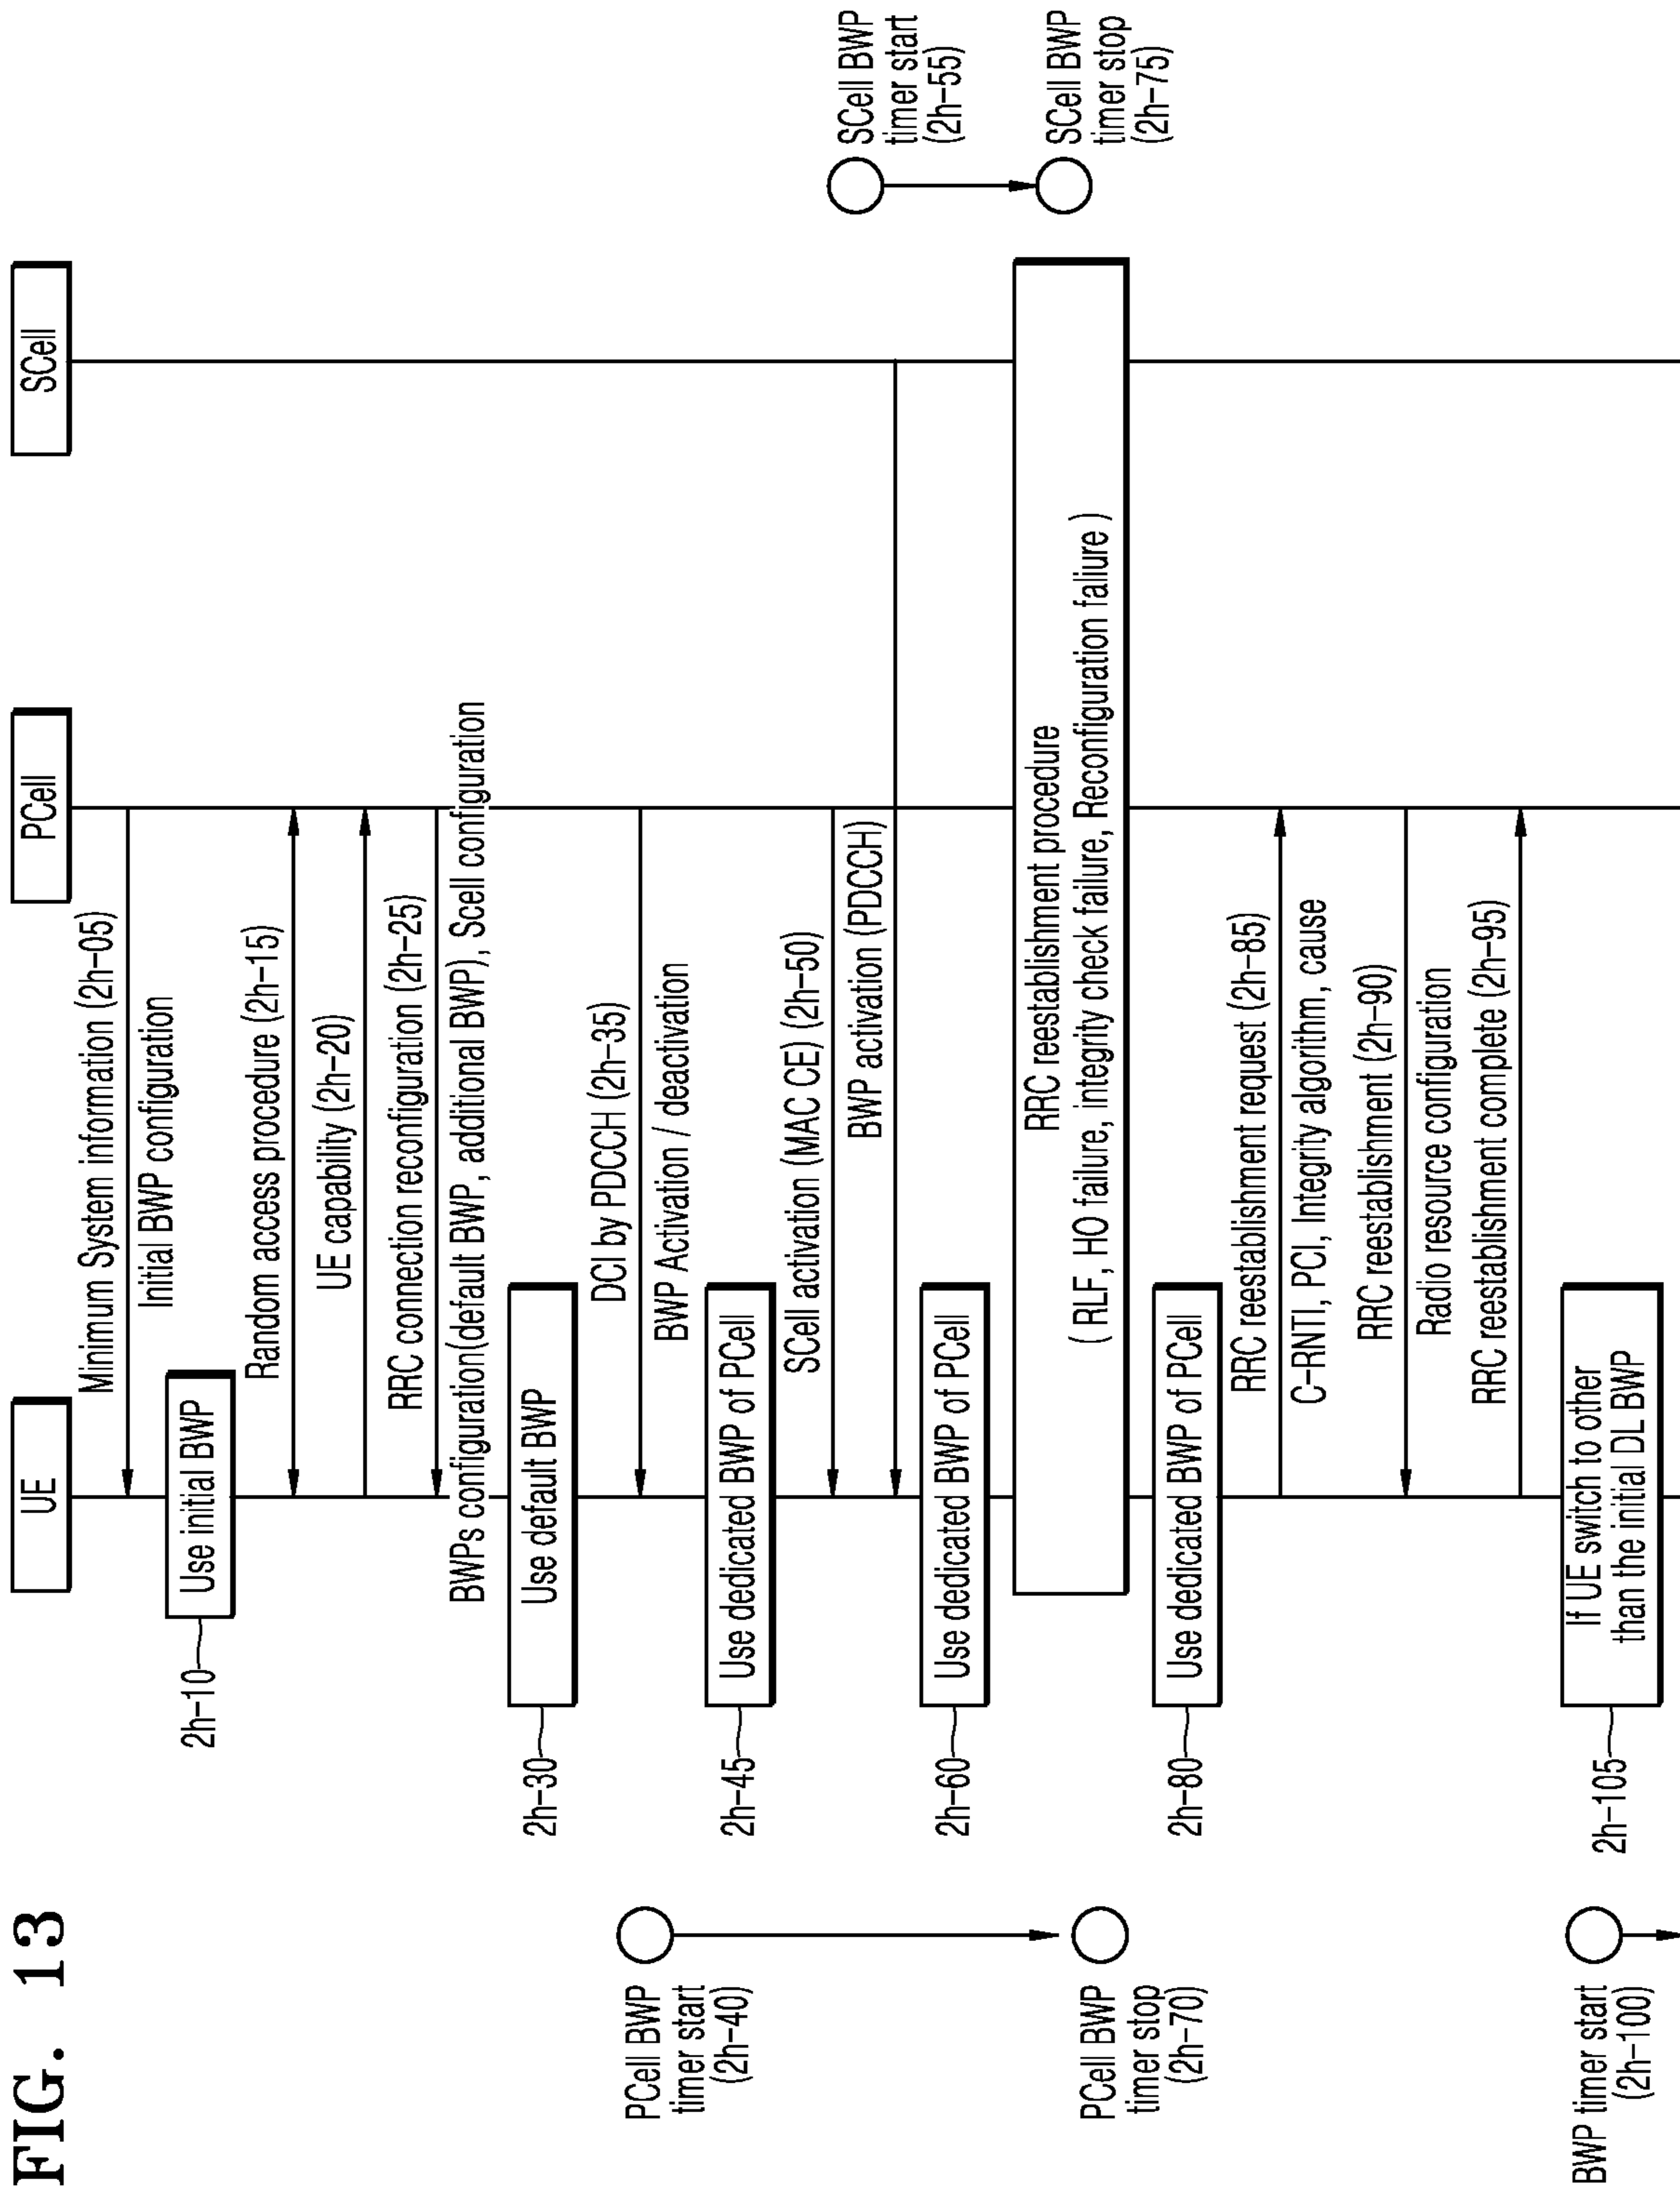 FIG. 13
UE
PCell
SCell
Minimum System information (2h-05)
Initial BWP configuration
2h-10
Use initial BWP
Random access procedure (2h-15)
UE capability (2h-20)
RRC connection reconfiguration (2h-25)
BWPs configuration(default BWP, additional BWP), Scell configuration
2h-30
Use default BWP
DCI by PDCCH (2h-35)
BWP Activation / deactivation
PCell BWP
timer start
(2h-40)
2h-45
Use dedicated BWP of PCell
SCell activation (MAC CE) (2h-50)
BWP activation (PDCCH)
SCell BWP
timer start
(2h-55)
2h-60
Use dedicated BWP of PCell
RRC reestablishment procedure
( RLF, HO failure, integrity check failure, Reconfiguration faliure )
PCell BWP
timer stop
(2h-70)
SCell BWP
timer stop
(2h-75)
2h-80
Use dedicated BWP of PCell
RRC reestablishment request (2h-85)
C-RNTI, PCI, Integrity algorithm, cause
RRC reestablishment (2h-90)
Radio resource configuration
RRC reestablishment complete (2h-95)
BWP timer start
(2h-100)
2h-105
If UE switch to other
than the initial DL BWP